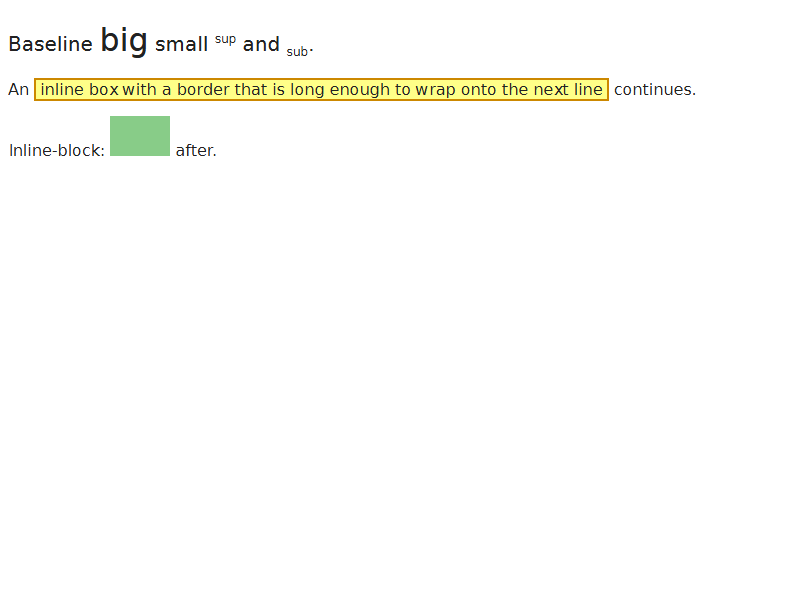 Baseline big small sup and sub.
An inline box with a border that is long enough to wrap onto the next line continues.
Inline-block: after.